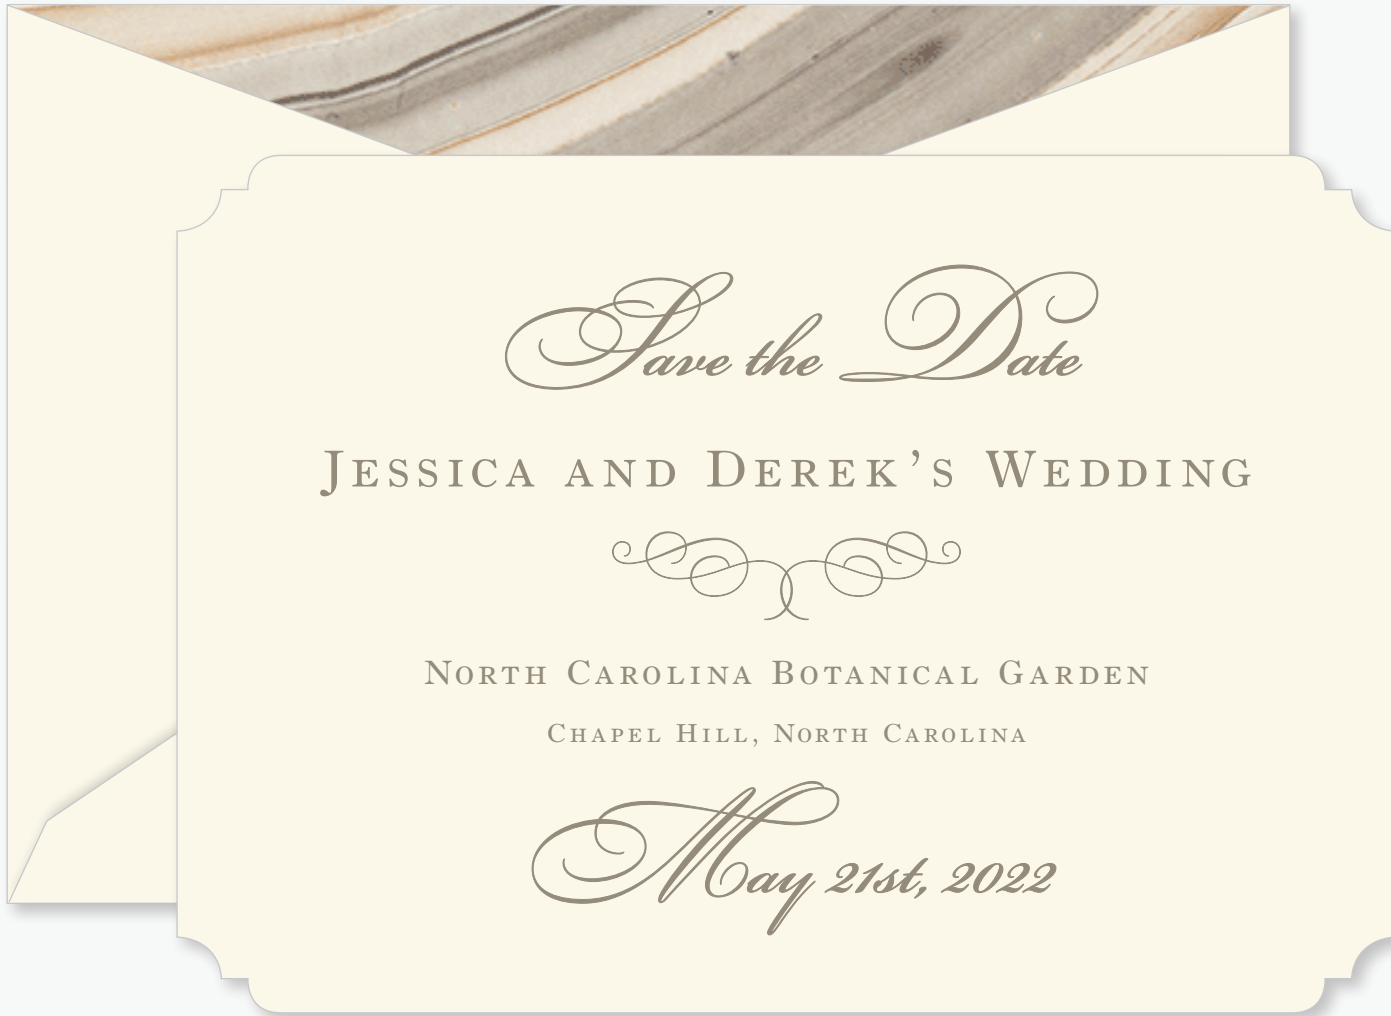 Save the Date
Jessica and Derek's Wedding
North Carolina Botanical Garden
Chapel Hill, North Carolina
May 21st, 2022